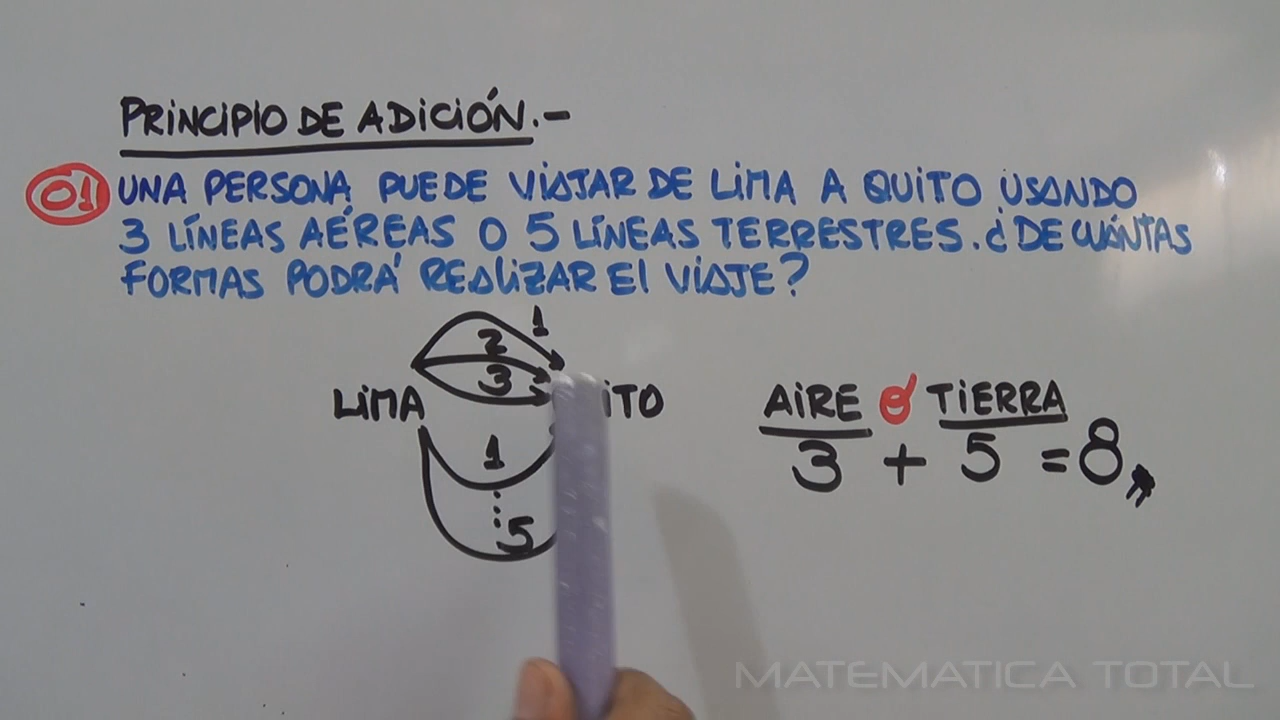 PRINCIPIO DE ADICIÓN.-
01 UNA PERSONA PUEDE VIAJAR DE LIMA A QUITO USANDO
3 LÍNEAS AÉREAS O 5 LÍNEAS TERRESTRES. ¿DE CUÁNTAS
FORMAS PODRÁ REALIZAR El VIAJE?
1
2
3
LIMA ITO
1
5
AIRE O TIERRA
3 + 5 = 8
MATEMATICA TOTAL